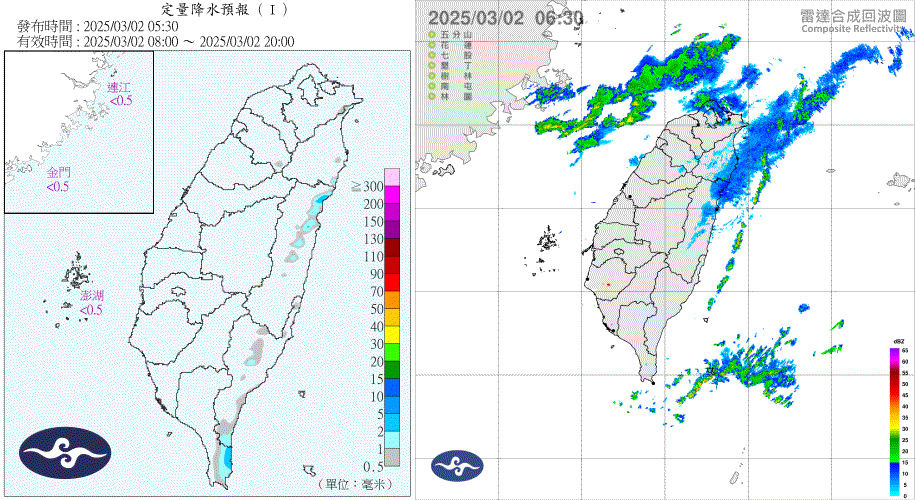 定量降水預報（Ⅰ）
發布時間 : 2025/03/02 05:30
有效時間 : 2025/03/02 08:00 ～ 2025/03/02 20:00
連江
<0.5
金門
<0.5
澎湖
<0.5
≧300
200
150
130
110
90
70
50
40
30
20
15
10
5
2
1
0.5
(單位：毫米)
2025/03/02 06:30
雷達合成回波圖
Composite Reflectivity
五分山
花蓮
七股
墾丁
樹林
南屯
林園
dBZ
65
60
55
50
45
40
35
30
25
20
15
10
5
0